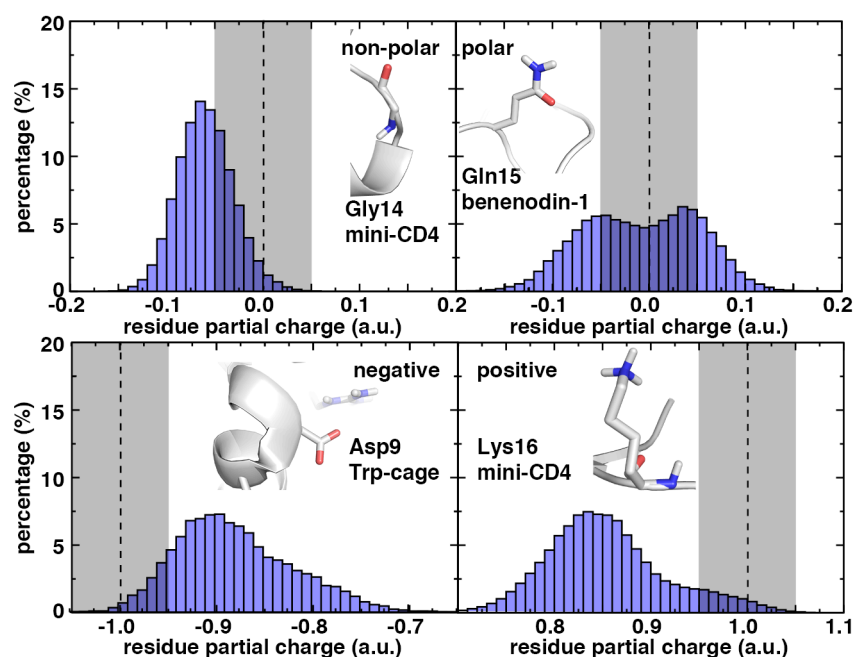 20
15
10
5
0
percentage (%)
non-polar
Gly14
mini-CD4
-0.2
-0.1
0.0
0.1
0.2
residue partial charge (a.u.)
polar
Gln15
benenodin-1
-0.1
0.0
0.1
0.2
residue partial charge (a.u.)
20
15
10
5
0
percentage (%)
negative
Asp9
Trp-cage
-1.0
-0.9
-0.8
-0.7
residue partial charge (a.u.)
positive
Lys16
mini-CD4
0.8
0.9
1.0
1.1
residue partial charge (a.u.)